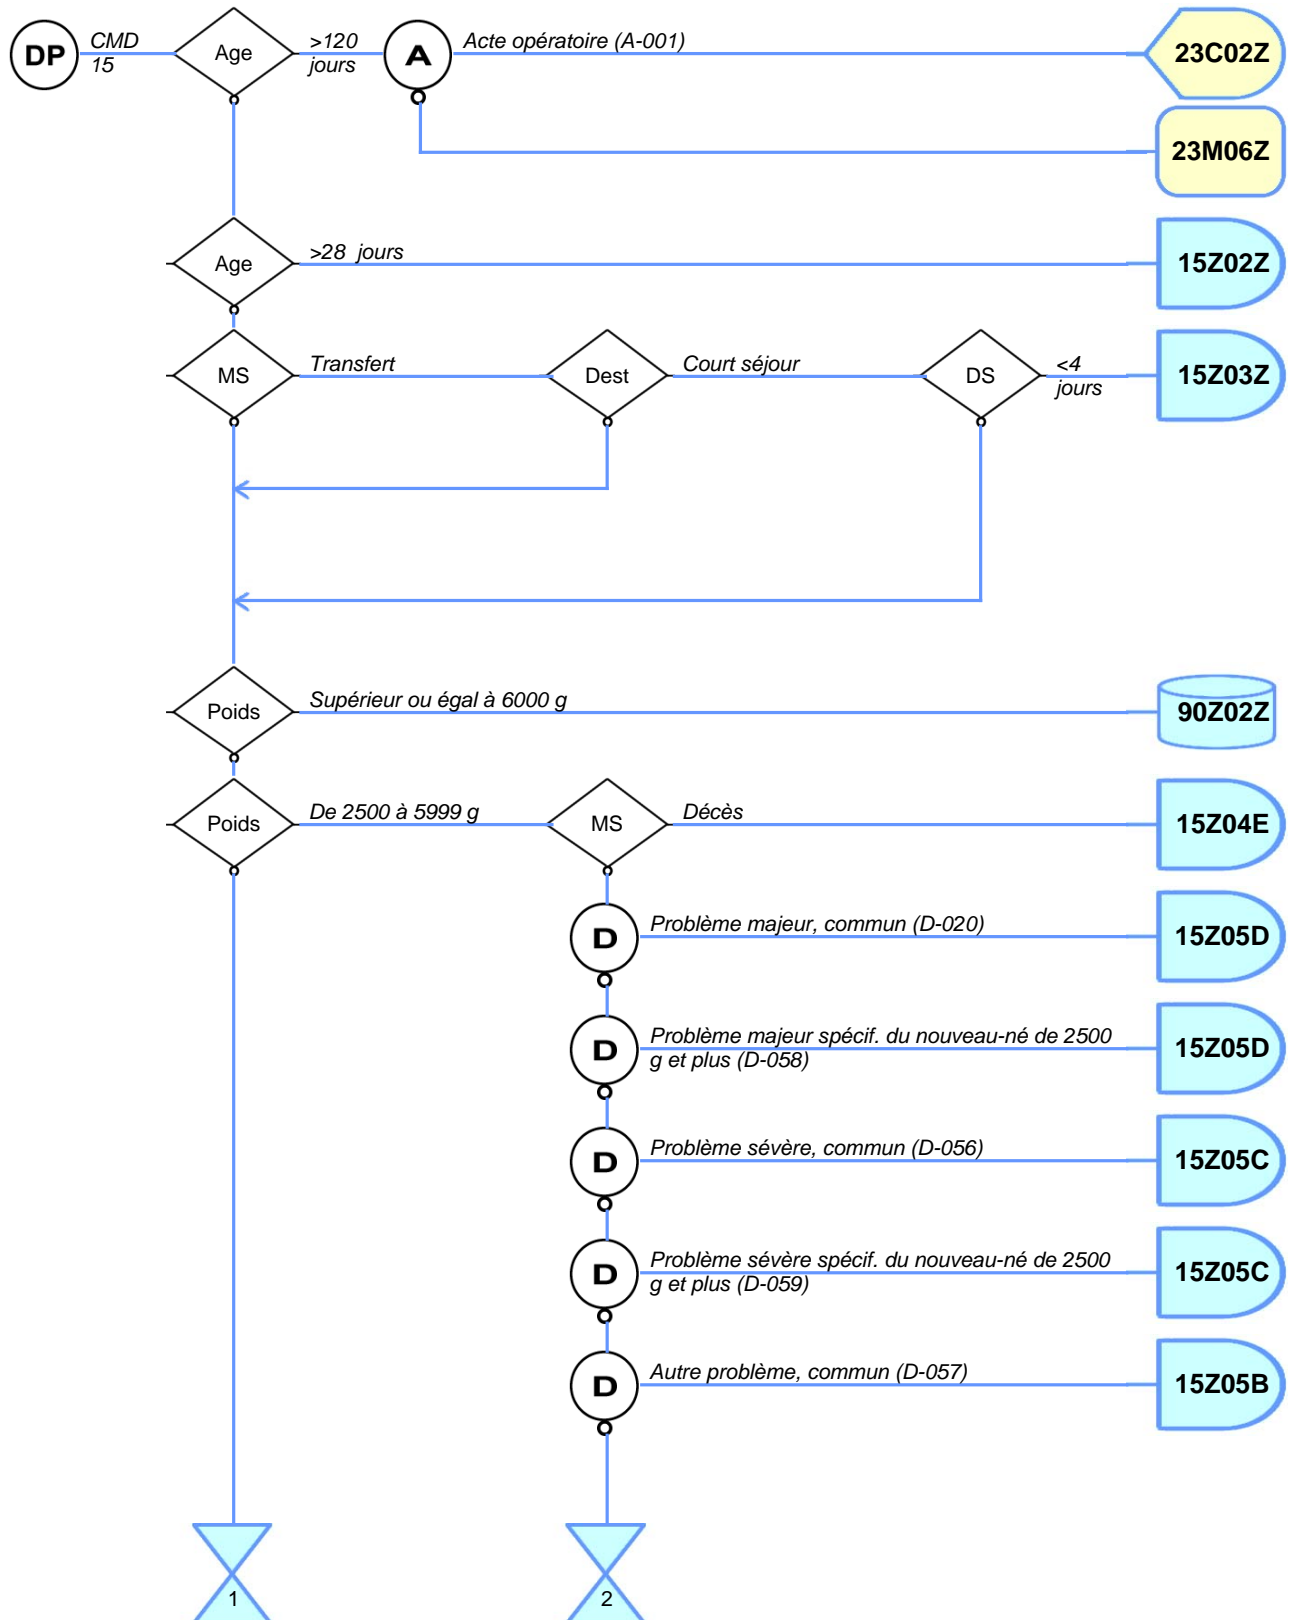 DP
CMD
15
Age
>120
jours
A
Acte opératoire (A-001)
23C02Z
23M06Z
Age
>28 jours
15Z02Z
MS
Transfert
Dest
Court séjour
DS
<4
jours
15Z03Z
Poids
Supérieur ou égal à 6000 g
90Z02Z
Poids
De 2500 à 5999 g
MS
Décès
15Z04E
D
Problème majeur, commun (D-020)
15Z05D
D
Problème majeur spécif. du nouveau-né de 2500
g et plus (D-058)
15Z05D
D
Problème sévère, commun (D-056)
15Z05C
D
Problème sévère spécif. du nouveau-né de 2500
g et plus (D-059)
15Z05C
D
Autre problème, commun (D-057)
15Z05B
1
2